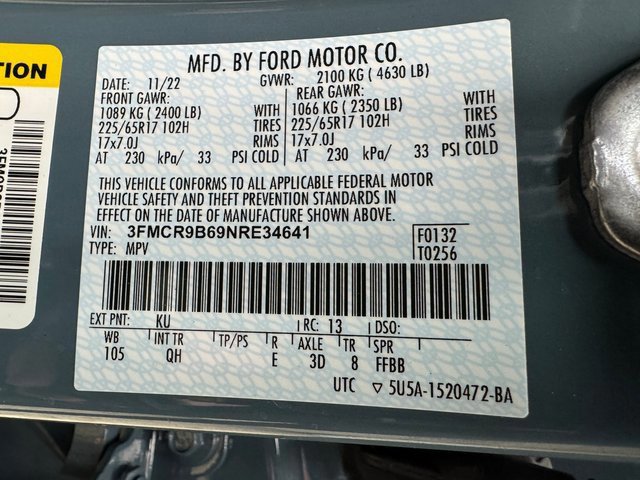 MFD. BY FORD MOTOR CO.
DATE: 11/22 GVWR: 2100 KG ( 4630 LB)
FRONT GAWR: REAR GAWR:
1089 KG ( 2400 LB) WITH 1066 KG ( 2350 LB) WITH
225/65R17 102H TIRES 225/65R17 102H TIRES
17x7.0J RIMS 17x7.0J RIMS
AT 230 kPa/ 33 PSI COLD AT 230 kPa/ 33 PSI COLD
THIS VEHICLE CONFORMS TO ALL APPLICABLE FEDERAL MOTOR
VEHICLE SAFETY AND THEFT PREVENTION STANDARDS IN
EFFECT ON THE DATE OF MANUFACTURE SHOWN ABOVE.
VIN: 3FMCR9B69NRE34641 F0132
TYPE: MPV T0256
EXT PNT: KU RC: 13 DSO:
WB INT TR TP/PS R AXLE TR SPR
105 QH E 3D 8 FFBB
UTC ▽ 5U5A-1520472-BA